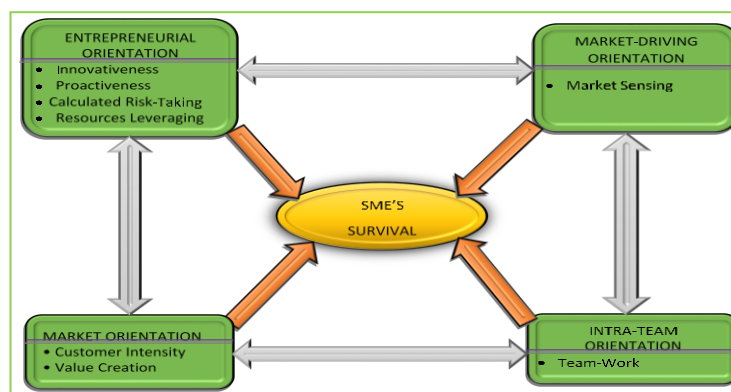 ENTREPRENEURIAL
ORIENTATION
• Innovativeness
• Proactiveness
• Calculated Risk-Taking
• Resources Leveraging
MARKET-DRIVING
ORIENTATION
• Market Sensing
SME'S
SURVIVAL
MARKET ORIENTATION
• Customer Intensity
• Value Creation
INTRA-TEAM
ORIENTATION
• Team-Work